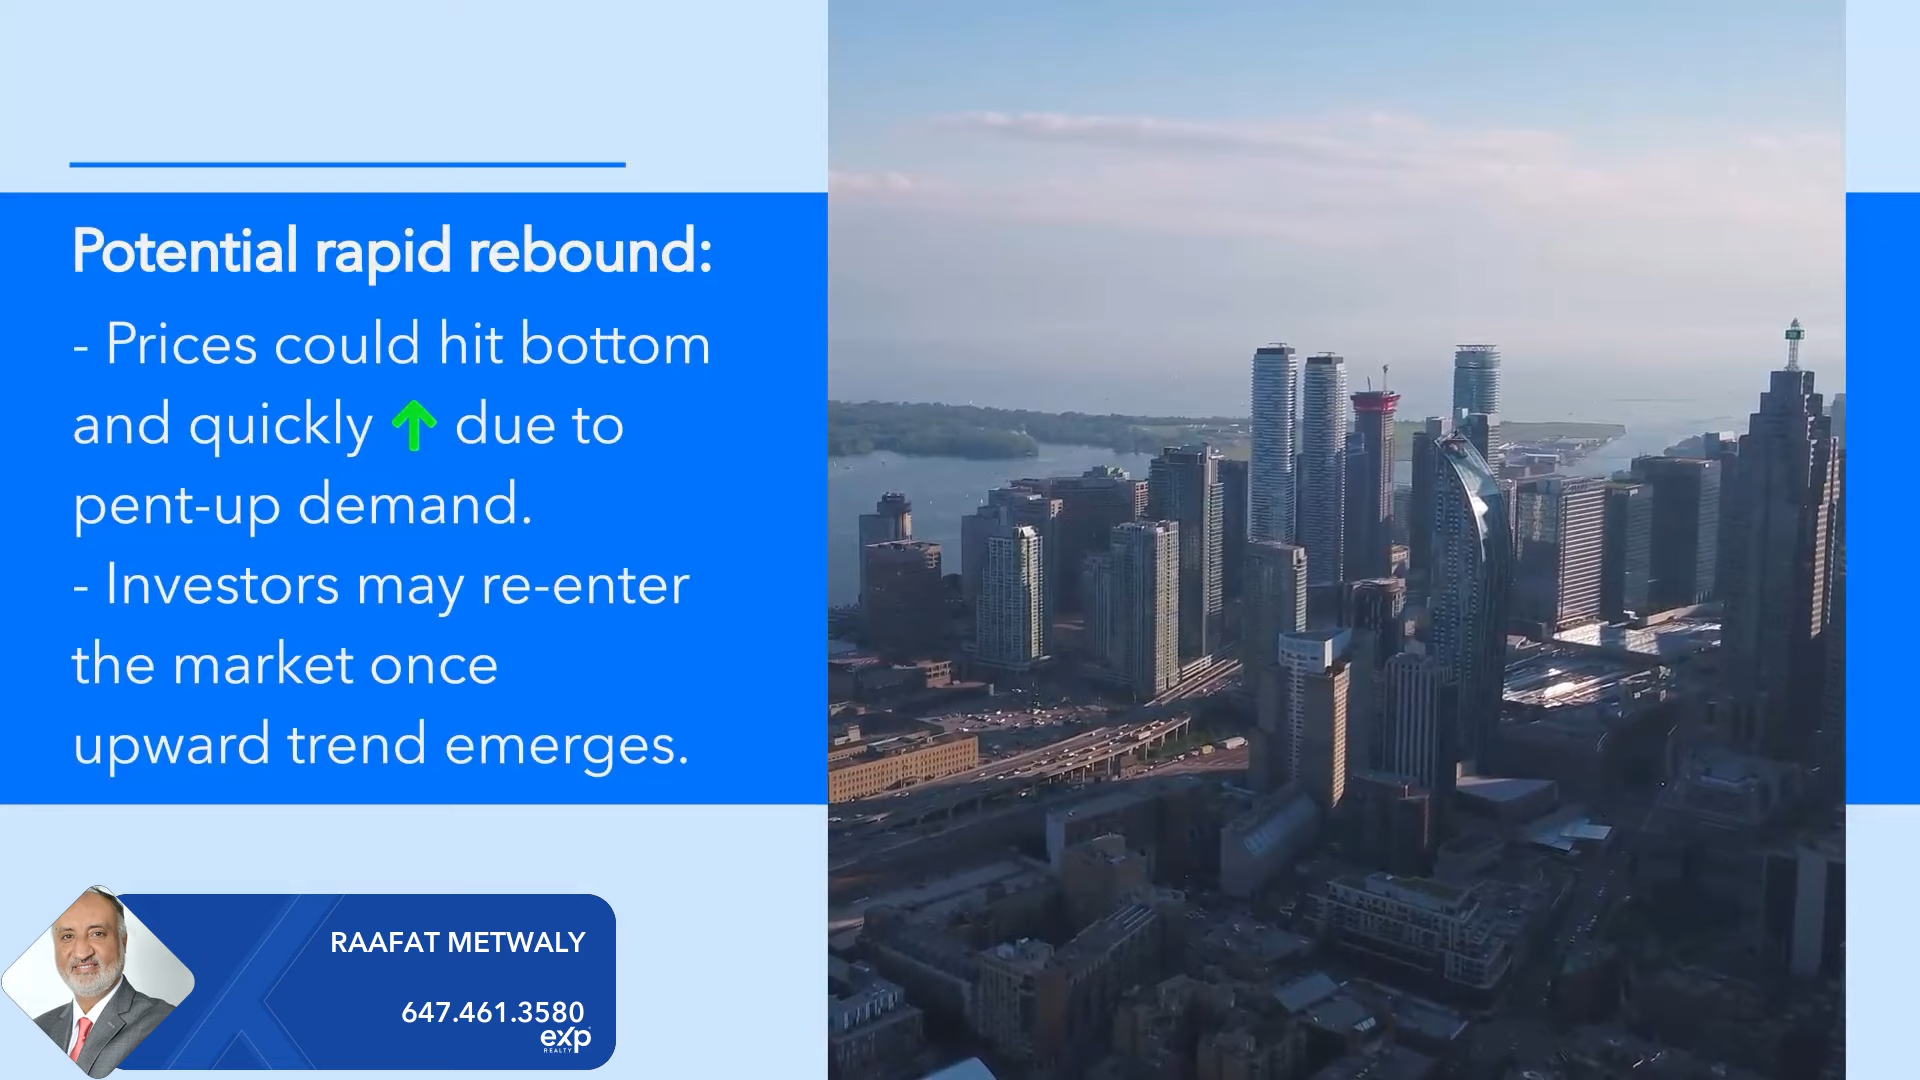 Potential rapid rebound:
- Prices could hit bottom
and quickly ↑ due to
pent-up demand.
- Investors may re-enter
the market once
upward trend emerges.
RAAFAT METWALY
647.461.3580
exp
REALTY